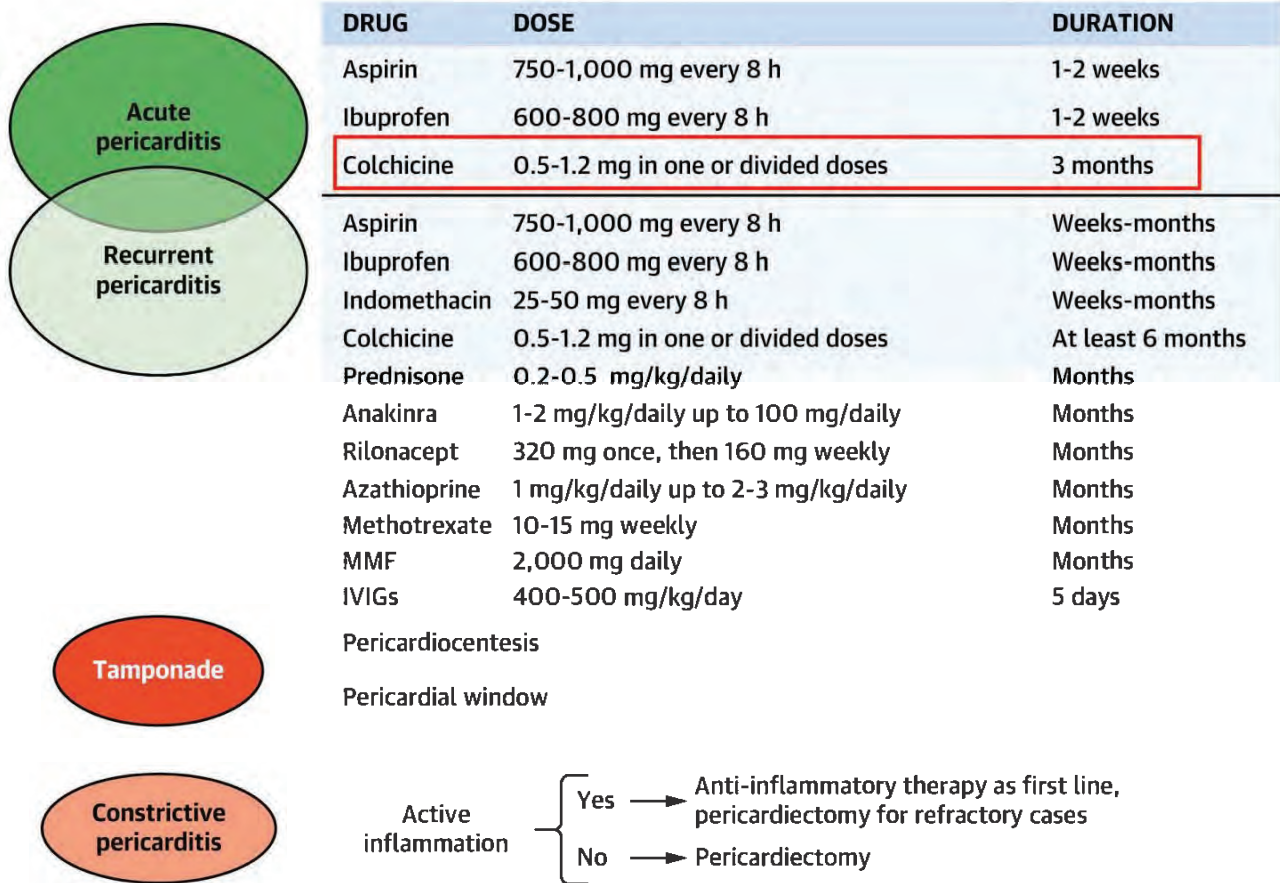 DRUG DOSE DURATION
Acute
pericarditis
Aspirin 750-1,000 mg every 8 h 1-2 weeks
Ibuprofen 600-800 mg every 8 h 1-2 weeks
Colchicine 0.5-1.2 mg in one or divided doses 3 months
Recurrent
pericarditis
Aspirin 750-1,000 mg every 8 h Weeks-months
Ibuprofen 600-800 mg every 8 h Weeks-months
Indomethacin 25-50 mg every 8 h Weeks-months
Colchicine 0.5-1.2 mg in one or divided doses At least 6 months
Prednisone 0.2-0.5 mg/kg/daily Months
Anakinra 1-2 mg/kg/daily up to 100 mg/daily Months
Rilonacept 320 mg once, then 160 mg weekly Months
Azathioprine 1 mg/kg/daily up to 2-3 mg/kg/daily Months
Methotrexate 10-15 mg weekly Months
MMF 2,000 mg daily Months
IVIGs 400-500 mg/kg/day 5 days
Tamponade
Pericardiocentesis
Pericardial window
Constrictive
pericarditis
Active
inflammation
Yes Anti-inflammatory therapy as first line,
pericardiectomy for refractory cases
No Pericardiectomy